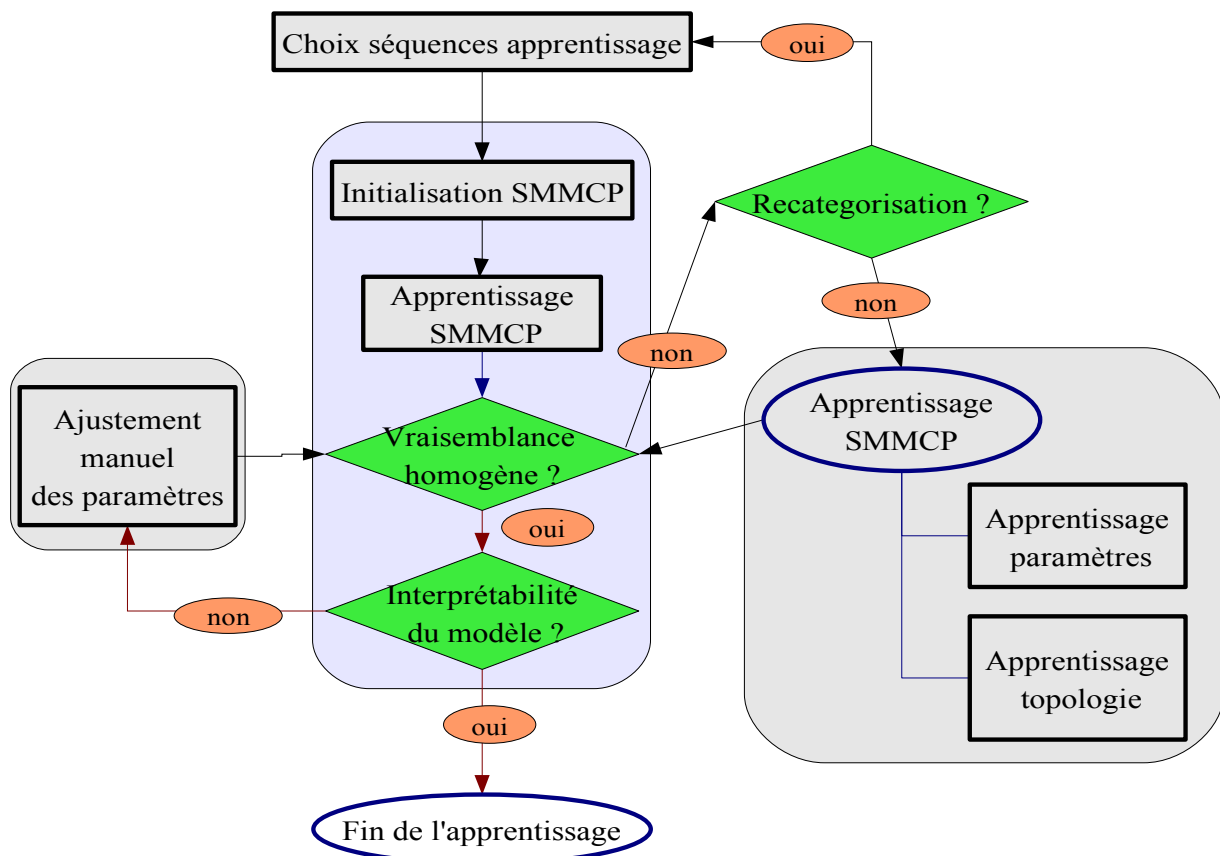 Choix séquences apprentissage
oui
Initialisation SMMCP
Recategorisation ?
Apprentissage
SMMCP
non
non
Ajustement
manuel
des paramètres
Vraisemblance
homogène ?
Apprentissage
SMMCP
oui
Apprentissage
paramètres
Interprétabilité
du modèle ?
non
Apprentissage
topologie
oui
Fin de l'apprentissage